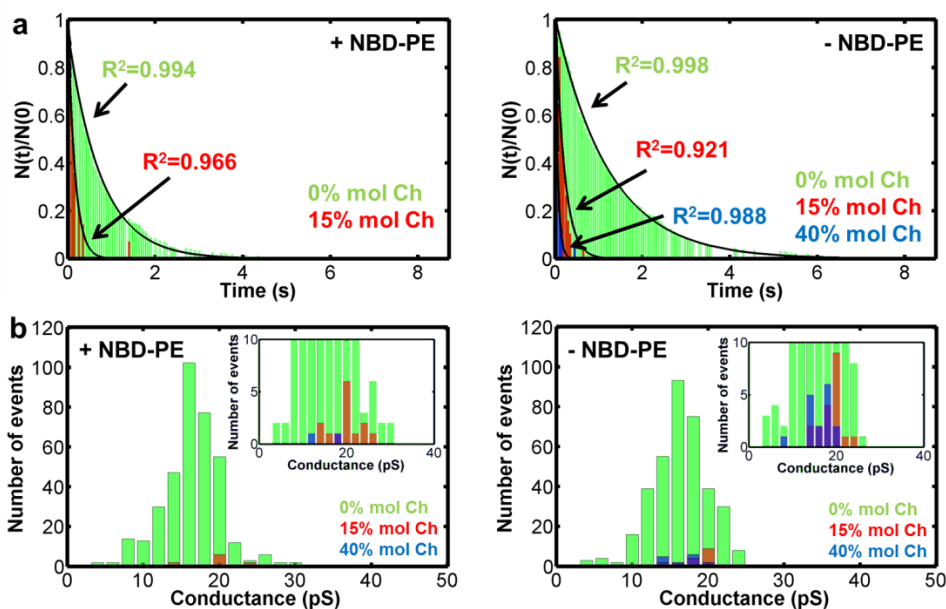 a
+ NBD-PE
R²=0.994
R²=0.966
0% mol Ch
15% mol Ch
N(t)/N(0)
1
0.8
0.6
0.4
0.2
0
0 2 4 6 8
Time (s)
- NBD-PE
R²=0.998
R²=0.921
R²=0.988
0% mol Ch
15% mol Ch
40% mol Ch
N(t)/N(0)
1
0.8
0.6
0.4
0.2
0
0 2 4 6 8
Time (s)
b
+ NBD-PE
Number of events
120
100
80
60
40
20
0
0 10 20 30 40 50
Conductance (pS)
Number of events
10
5
0
0 20 40
Conductance (pS)
0% mol Ch
15% mol Ch
40% mol Ch
- NBD-PE
Number of events
120
100
80
60
40
20
0
0 10 20 30 40 50
Conductance (pS)
Number of events
10
5
0
0 20 40
Conductance (pS)
0% mol Ch
15% mol Ch
40% mol Ch